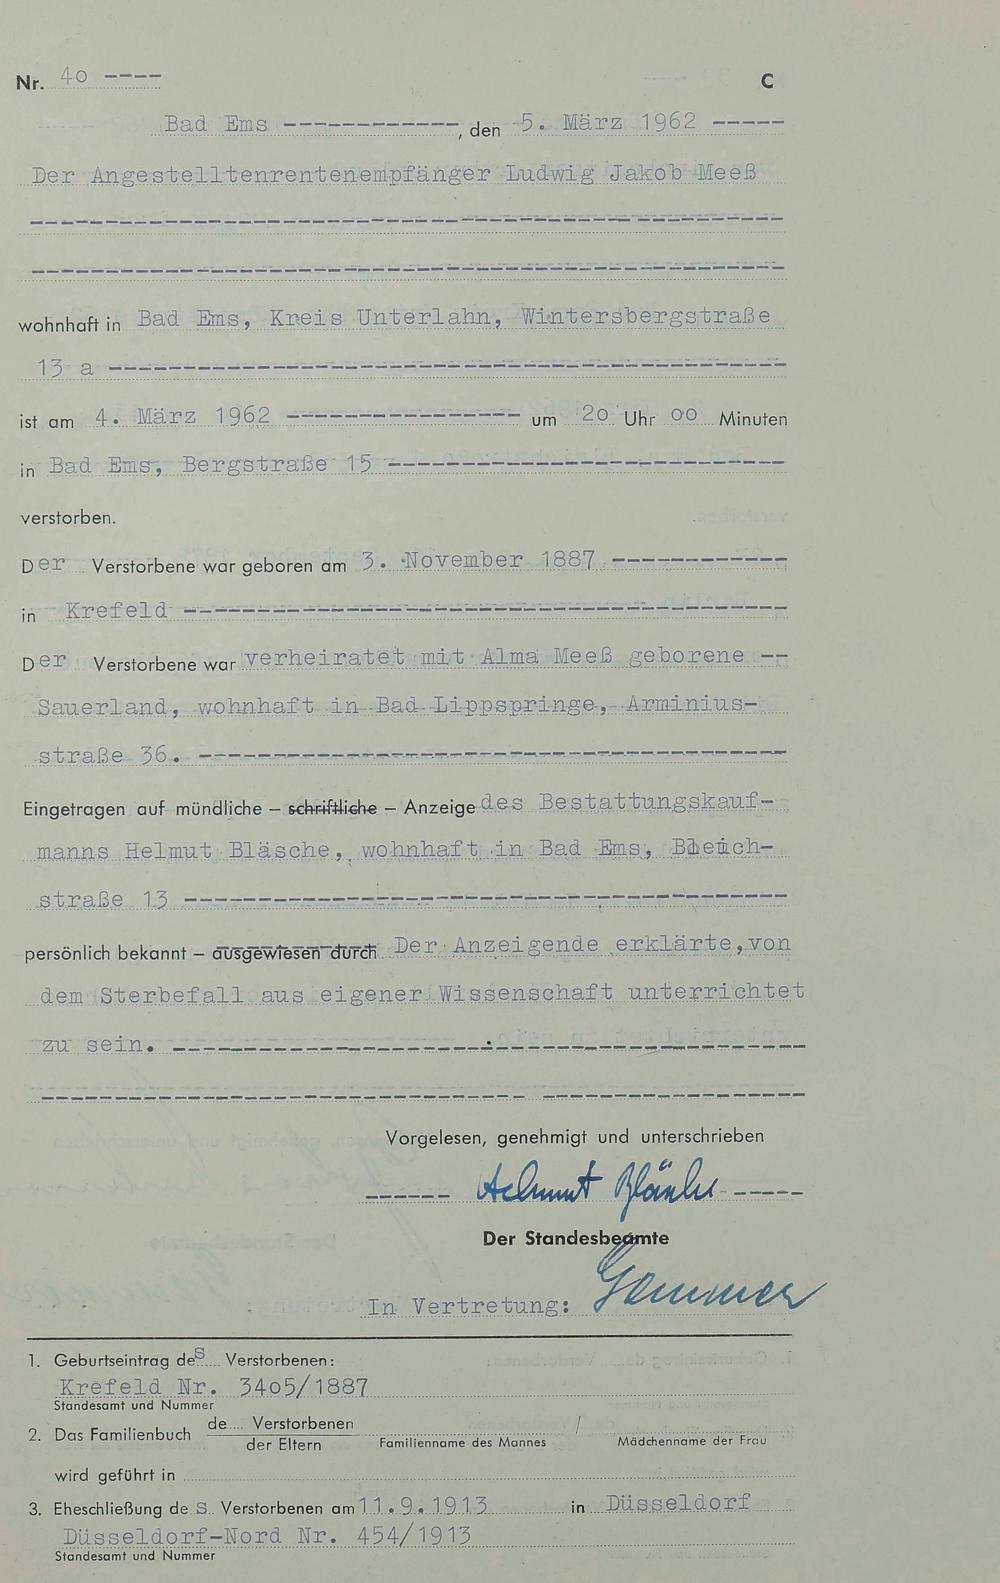 Nr. 4o ---- C
Bad Ems ------------, den 5. März 1962 -----
Der Angestelltenrentenempfänger Ludwig Jakob Meeß
wohnhaft in Bad Ems, Kreis Unterlahn, Wintersbergstraße
13 a
ist am 4. März 1962 ---------------- um 2o Uhr oo Minuten
in Bad Ems, Bergstraße 15
verstorben.
Der Verstorbene war geboren am 3. November 1887
in Krefeld
Der Verstorbene war verheiratet mit Alma Meeß geborene --
Sauerland, wohnhaft in Bad Lippspringe, Arminius-
straße 36.
Eingetragen auf mündliche – schriftliche – Anzeige des Bestattungskauf-
manns Helmut Bläsche, wohnhaft in Bad Ems, Bleich-
straße 13
persönlich bekannt – ausgewiesen durch Der Anzeigende erklärte, von
dem Sterbefall aus eigener Wissenschaft unterrichtet
zu sein.
Vorgelesen, genehmigt und unterschrieben
------ Helmut Bläsche -----
Der Standesbeamte
In Vertretung: Gemmer
1. Geburtseintrag des Verstorbenen:
Krefeld Nr. 34o5/1887
Standesamt und Nummer
2. Das Familienbuch de.... Verstorbenen /
der Eltern Familienname des Mannes Mädchenname der Frau
wird geführt in
3. Eheschließung des Verstorbenen am 11.9.1913 in Düsseldorf
Düsseldorf-Nord Nr. 454/1913
Standesamt und Nummer